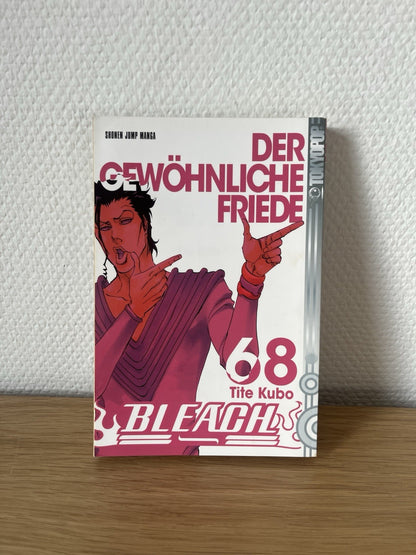 SHONEN JUMP MANGA
TOKYOPOP
DER
GEWÖHNLICHE
FRIEDE
68
Tite Kubo
BLEACH